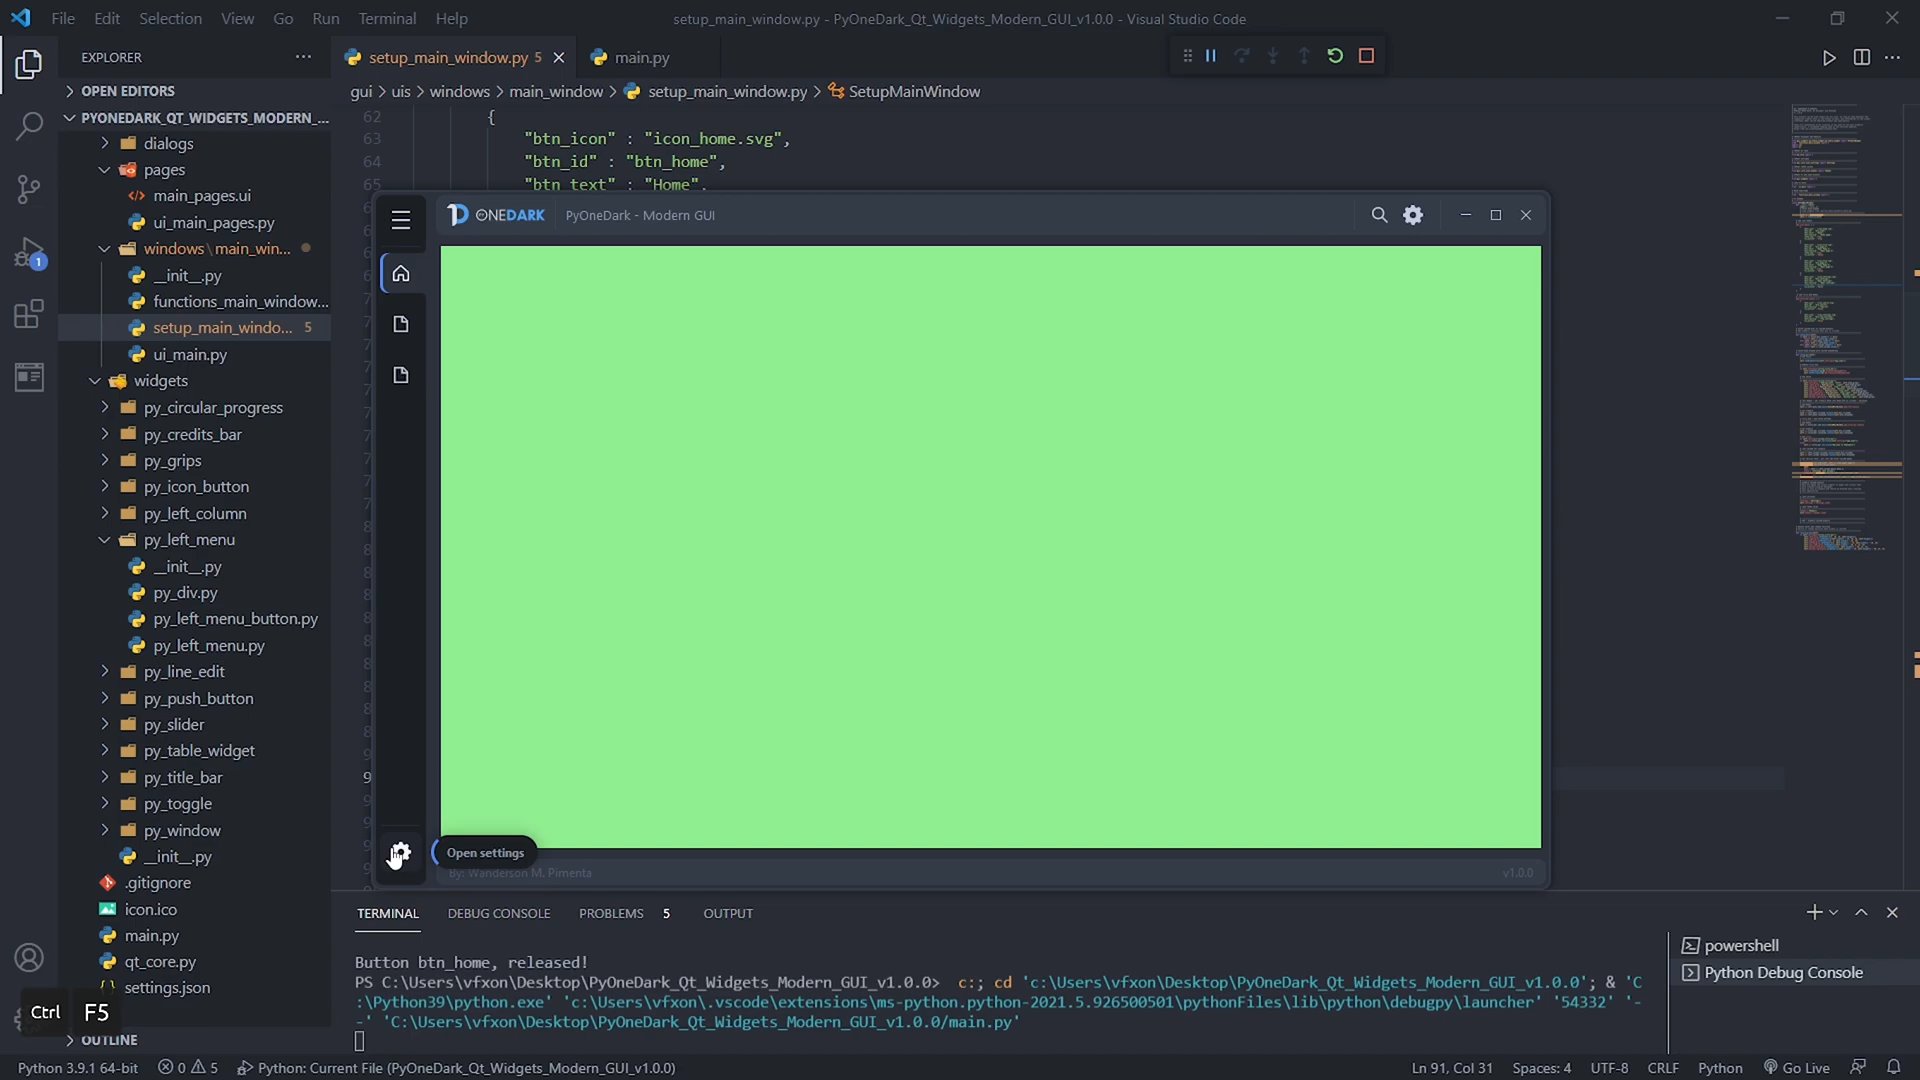 File Edit Selection View Go Run Terminal Help
setup_main_window.py - PyOneDark_Qt_Widgets_Modern_GUI_v1.0.0 - Visual Studio Code
EXPLORER
OPEN EDITORS
PYONEDARK_QT_WIDGETS_MODERN_...
dialogs
pages
main_pages.ui
ui_main_pages.py
windows\main_win...
__init__.py
functions_main_window...
setup_main_windo... 5
ui_main.py
widgets
py_circular_progress
py_credits_bar
py_grips
py_icon_button
py_left_column
py_left_menu
__init__.py
py_div.py
py_left_menu_button.py
py_left_menu.py
py_line_edit
py_push_button
py_slider
py_table_widget
py_title_bar
py_toggle
py_window
__init__.py
.gitignore
icon.ico
main.py
qt_core.py
settings.json
Ctrl F5
OUTLINE
1
setup_main_window.py 5
main.py
gui > uis > windows > main_window > setup_main_window.py > SetupMainWindow
62 {
63 "btn_icon" : "icon_home.svg",
64 "btn_id" : "btn_home",
65 "btn_text" : "Home",
ONEDARK
PyOneDark - Modern GUI
Open settings
By: Wanderson M. Pimenta
v1.0.0
TERMINAL DEBUG CONSOLE PROBLEMS 5 OUTPUT
Button btn_home, released!
PS C:\Users\vfxon\Desktop\PyOneDark_Qt_Widgets_Modern_GUI_v1.0.0> c:; cd 'c:\Users\vfxon\Desktop\PyOneDark_Qt_Widgets_Modern_GUI_v1.0.0'; & 'C
:\Python39\python.exe' 'c:\Users\vfxon\.vscode\extensions\ms-python.python-2021.5.926500501\pythonFiles\lib\python\debugpy\launcher' '54332' '-
-' 'C:\Users\vfxon\Desktop\PyOneDark_Qt_Widgets_Modern_GUI_v1.0.0/main.py'
powershell
Python Debug Console
Python 3.9.1 64-bit 0 5 Python: Current File (PyOneDark_Qt_Widgets_Modern_GUI_v1.0.0)
Ln 91, Col 31 Spaces: 4 UTF-8 CRLF Python Go Live